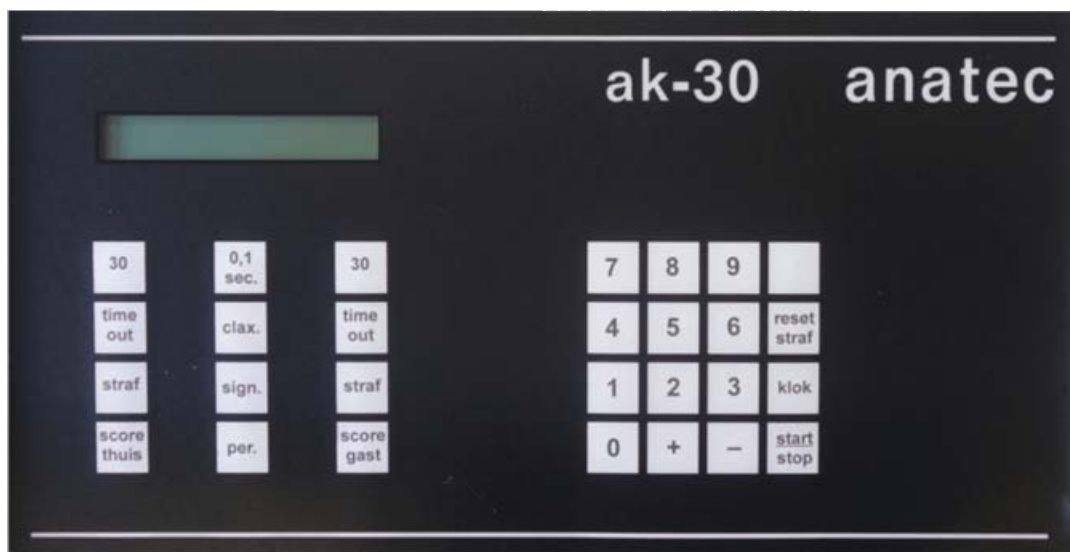 ak-30 anatec
30 0,1 sec. 30
time out clax. time out
straf sign. straf
score thuis per. score gast
7 8 9
4 5 6 reset straf
1 2 3 klok
0 + – start stop